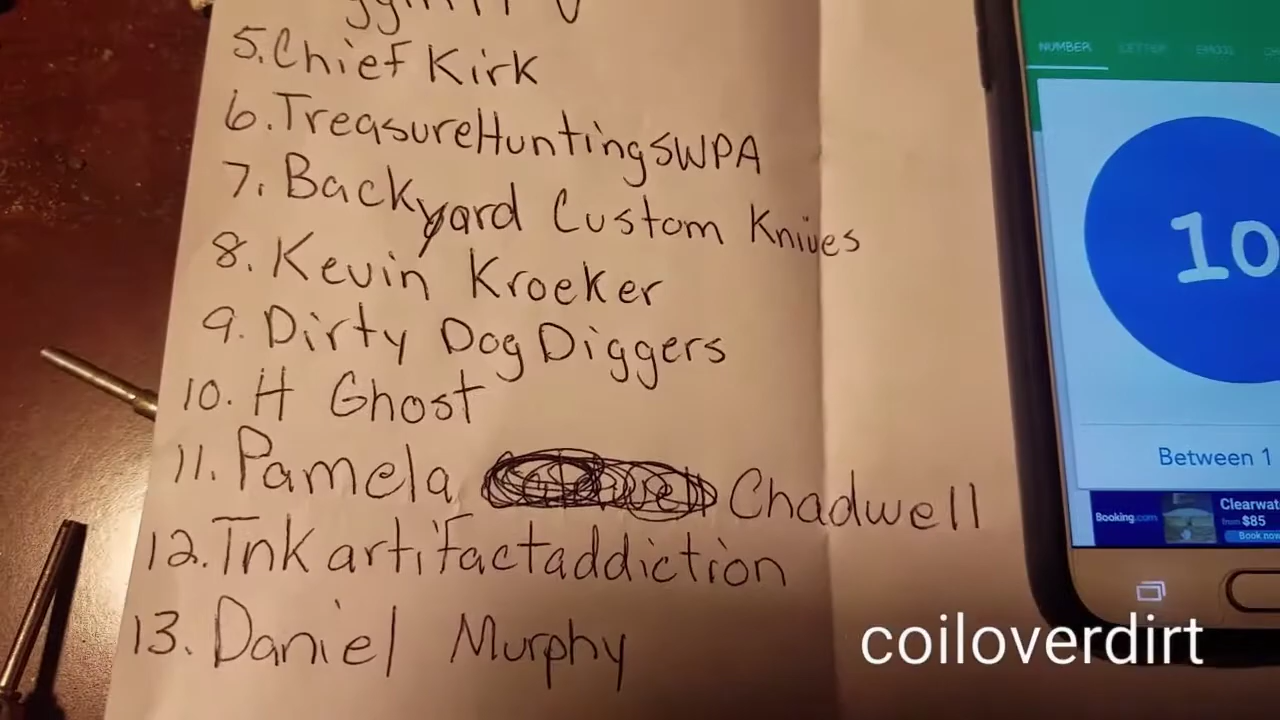 5. Chief Kirk
6. TreasureHuntingSWPA
7. Backyard Custom Knives
8. Kevin Kroeker
9. Dirty Dog Diggers
10. H Ghost
11. Pamela Chadwell
12. Tnk artifactaddiction
13. Daniel Murphy
NUMBER LETTER EMOJI
10
Between 1
Booking.com
Clearwat
from $85
Book now
coiloverdirt